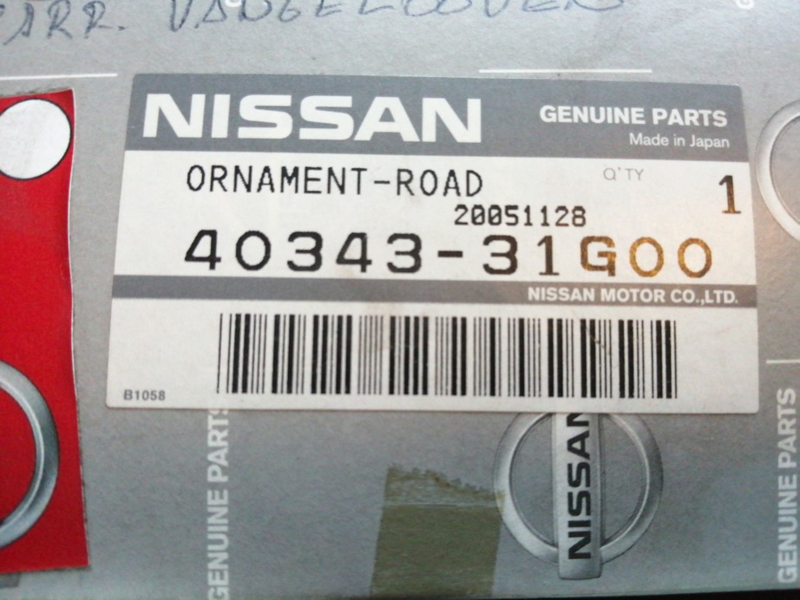 NISSAN
GENUINE PARTS
Made in Japan
ORNAMENT-ROAD
Q'TY 1
20051128
40343-31G00
NISSAN MOTOR CO.,LTD.
B1058
GENUINE PARTS
NISSAN
GENUINE PARTS